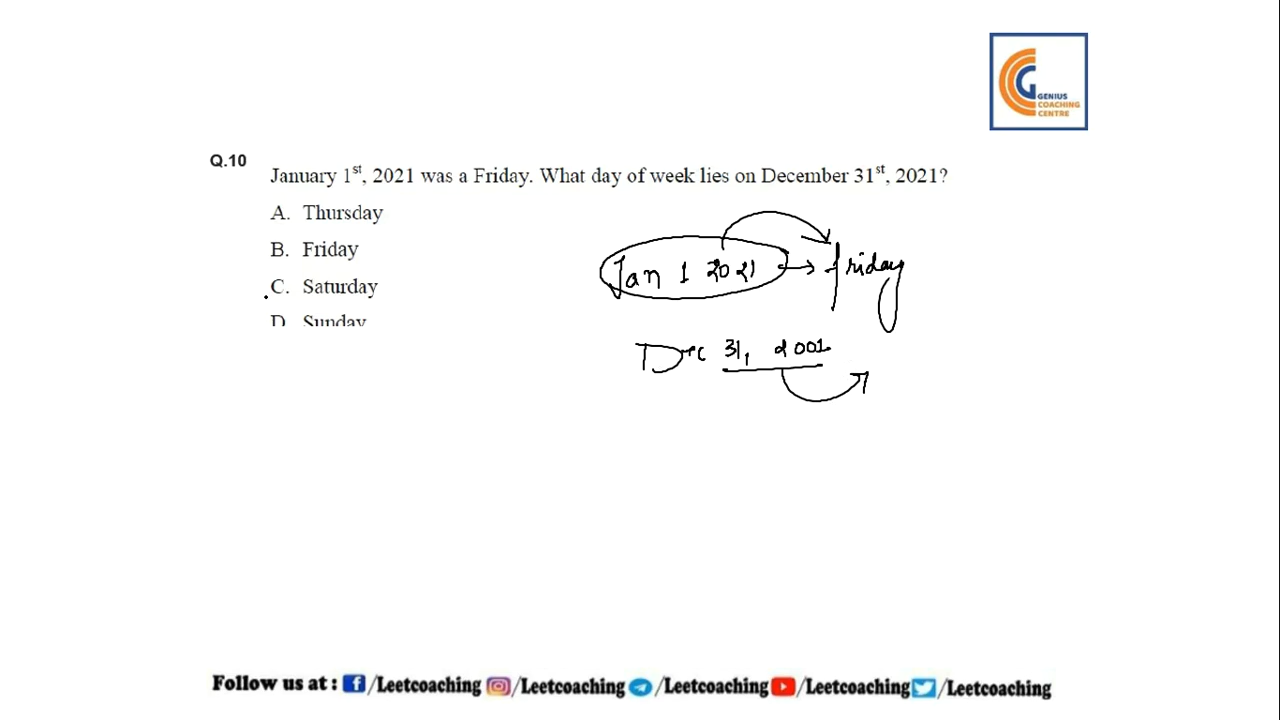 GENIUS
COACHING
CENTRE
Q.10
January 1st, 2021 was a Friday. What day of week lies on December 31st, 2021?
A. Thursday
B. Friday
C. Saturday
D. Sunday
Jan 1 2021 → friday
Dec 31, 2001
Follow us at : /Leetcoaching /Leetcoaching /Leetcoaching /Leetcoaching /Leetcoaching